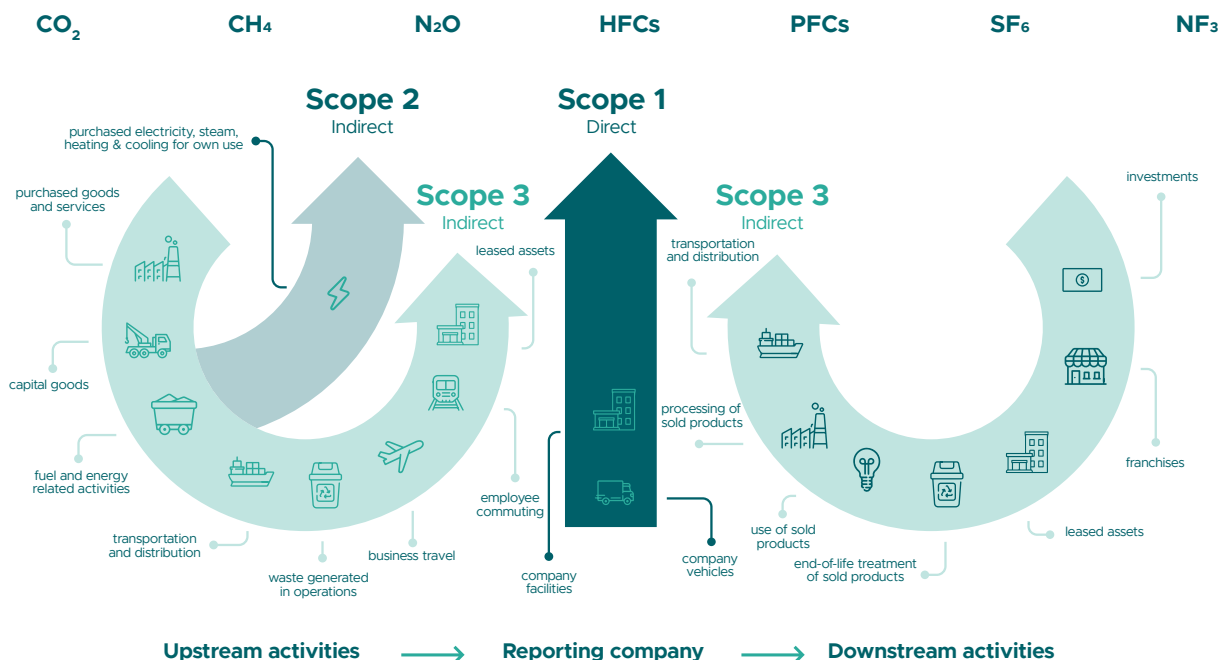 CO₂ CH₄ N₂O HFCs PFCs SF₆ NF₃
Scope 2
Indirect
Scope 1
Direct
purchased electricity, steam,
heating & cooling for own use
Scope 3
Indirect
Scope 3
Indirect
purchased goods
and services
investments
leased assets
transportation
and distribution
$
capital goods
processing of
sold products
fuel and energy
related activities
franchises
employee
commuting
transportation
and distribution
business travel
waste generated
in operations
company
facilities
company
vehicles
use of sold
products
leased assets
end-of-life treatment
of sold products
Upstream activities → Reporting company → Downstream activities